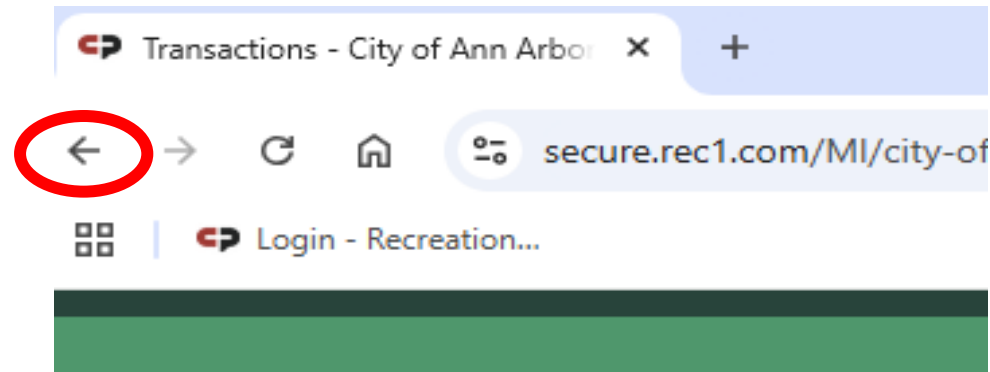 Transactions - City of Ann Arbor
secure.rec1.com/MI/city-of
Login - Recreation...